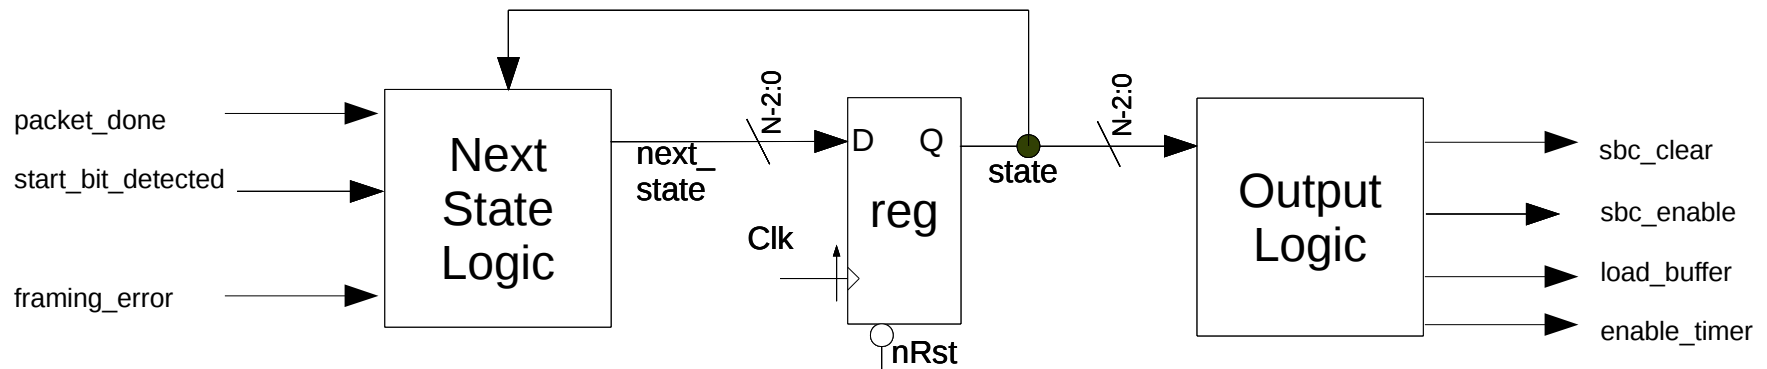 packet_done
start_bit_detected
framing_error
Next
State
Logic
next_
state
N-2:0
D Q
reg
Clk
nRst
state
N-2:0
Output
Logic
sbc_clear
sbc_enable
load_buffer
enable_timer